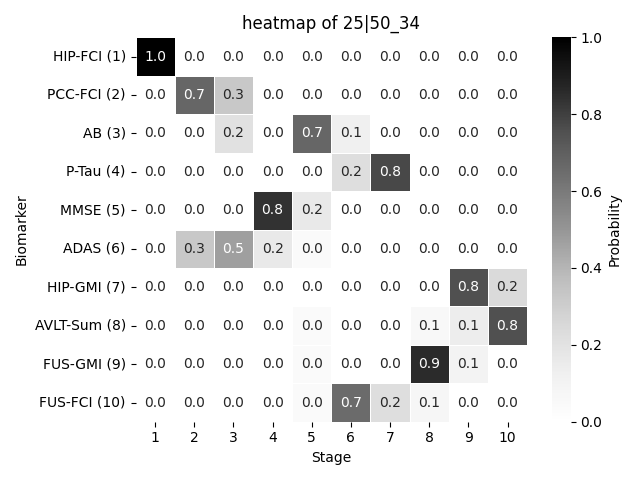 heatmap of 25|50_34
Biomarker
HIP-FCI (1) 1.0 0.0 0.0 0.0 0.0 0.0 0.0 0.0 0.0 0.0
PCC-FCI (2) 0.0 0.7 0.3 0.0 0.0 0.0 0.0 0.0 0.0 0.0
AB (3) 0.0 0.0 0.2 0.0 0.7 0.1 0.0 0.0 0.0 0.0
P-Tau (4) 0.0 0.0 0.0 0.0 0.0 0.2 0.8 0.0 0.0 0.0
MMSE (5) 0.0 0.0 0.0 0.8 0.2 0.0 0.0 0.0 0.0 0.0
ADAS (6) 0.0 0.3 0.5 0.2 0.0 0.0 0.0 0.0 0.0 0.0
HIP-GMI (7) 0.0 0.0 0.0 0.0 0.0 0.0 0.0 0.0 0.8 0.2
AVLT-Sum (8) 0.0 0.0 0.0 0.0 0.0 0.0 0.0 0.1 0.1 0.8
FUS-GMI (9) 0.0 0.0 0.0 0.0 0.0 0.0 0.0 0.9 0.1 0.0
FUS-FCI (10) 0.0 0.0 0.0 0.0 0.0 0.7 0.2 0.1 0.0 0.0
1 2 3 4 5 6 7 8 9 10
Stage
1.0
0.8
0.6
0.4
0.2
0.0
Probability